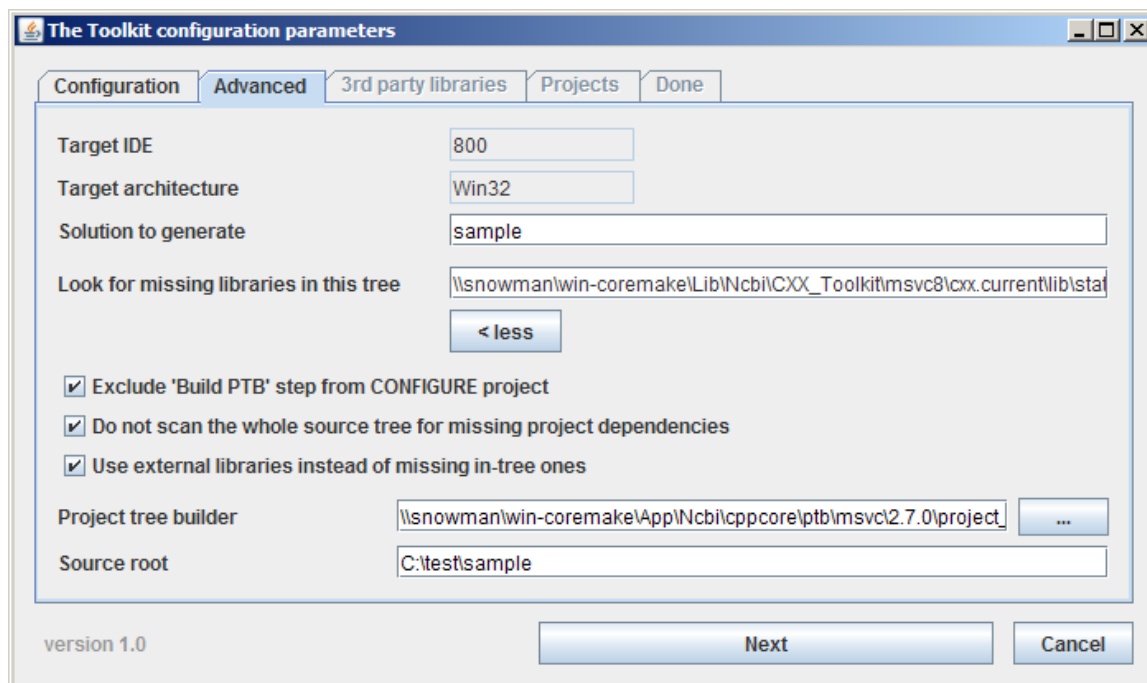 The Toolkit configuration parameters
Configuration Advanced 3rd party libraries Projects Done
Target IDE 800
Target architecture Win32
Solution to generate sample
Look for missing libraries in this tree \\snowman\win-coremake\Lib\Ncbi\CXX_Toolkit\msvc8\cxx.current\lib\stat
< less
Exclude 'Build PTB' step from CONFIGURE project
Do not scan the whole source tree for missing project dependencies
Use external libraries instead of missing in-tree ones
Project tree builder \\snowman\win-coremake\App\Ncbi\cppcore\ptb\msvc\2.7.0\project_ ...
Source root C:\test\sample
version 1.0 Next Cancel